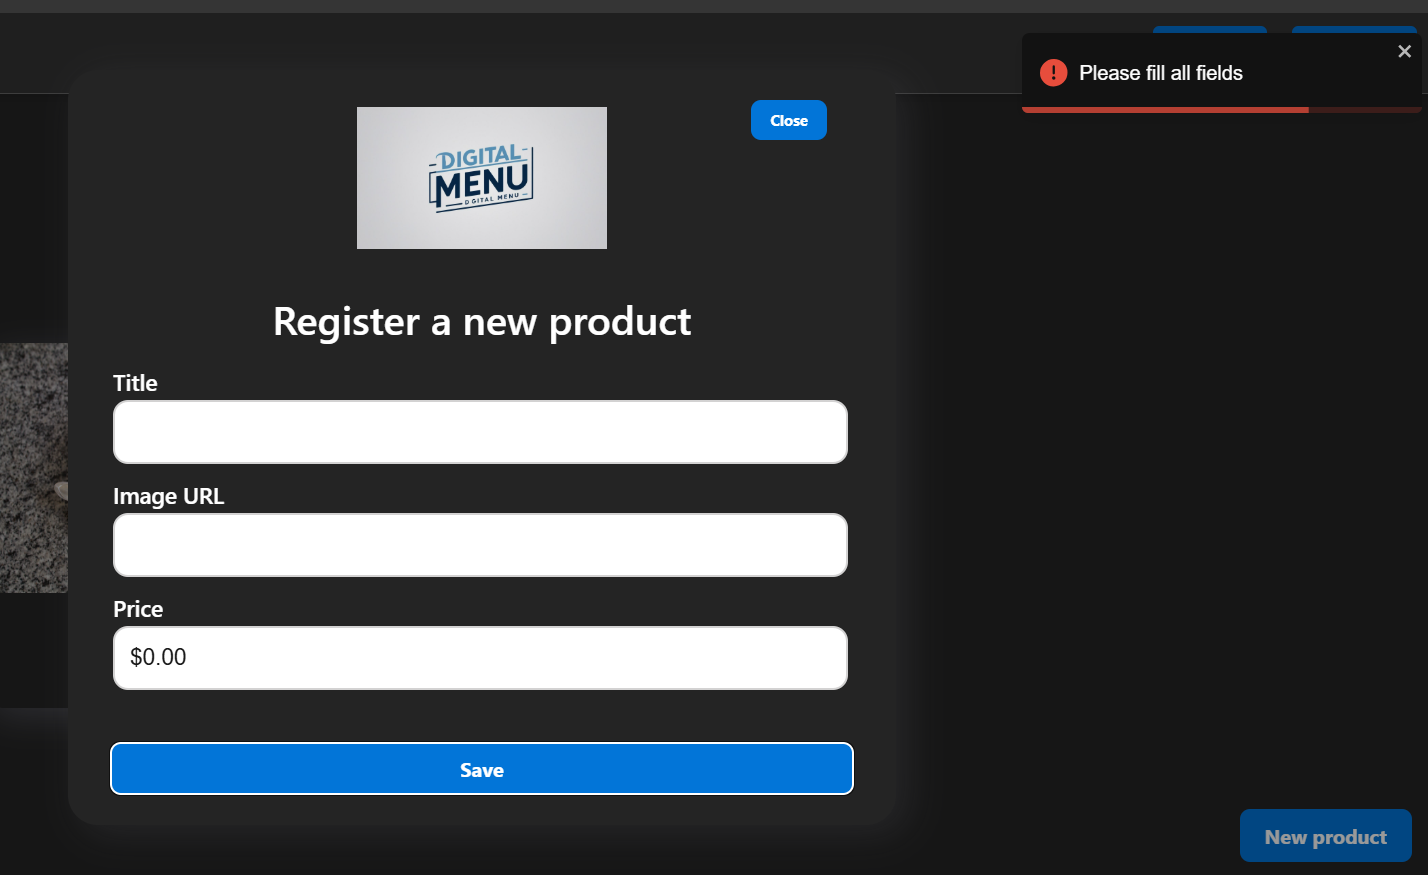 Please fill all fields
Close
DIGITAL
MENU
DIGITAL MENU
Register a new product
Title
Image URL
Price
$0.00
Save
New product